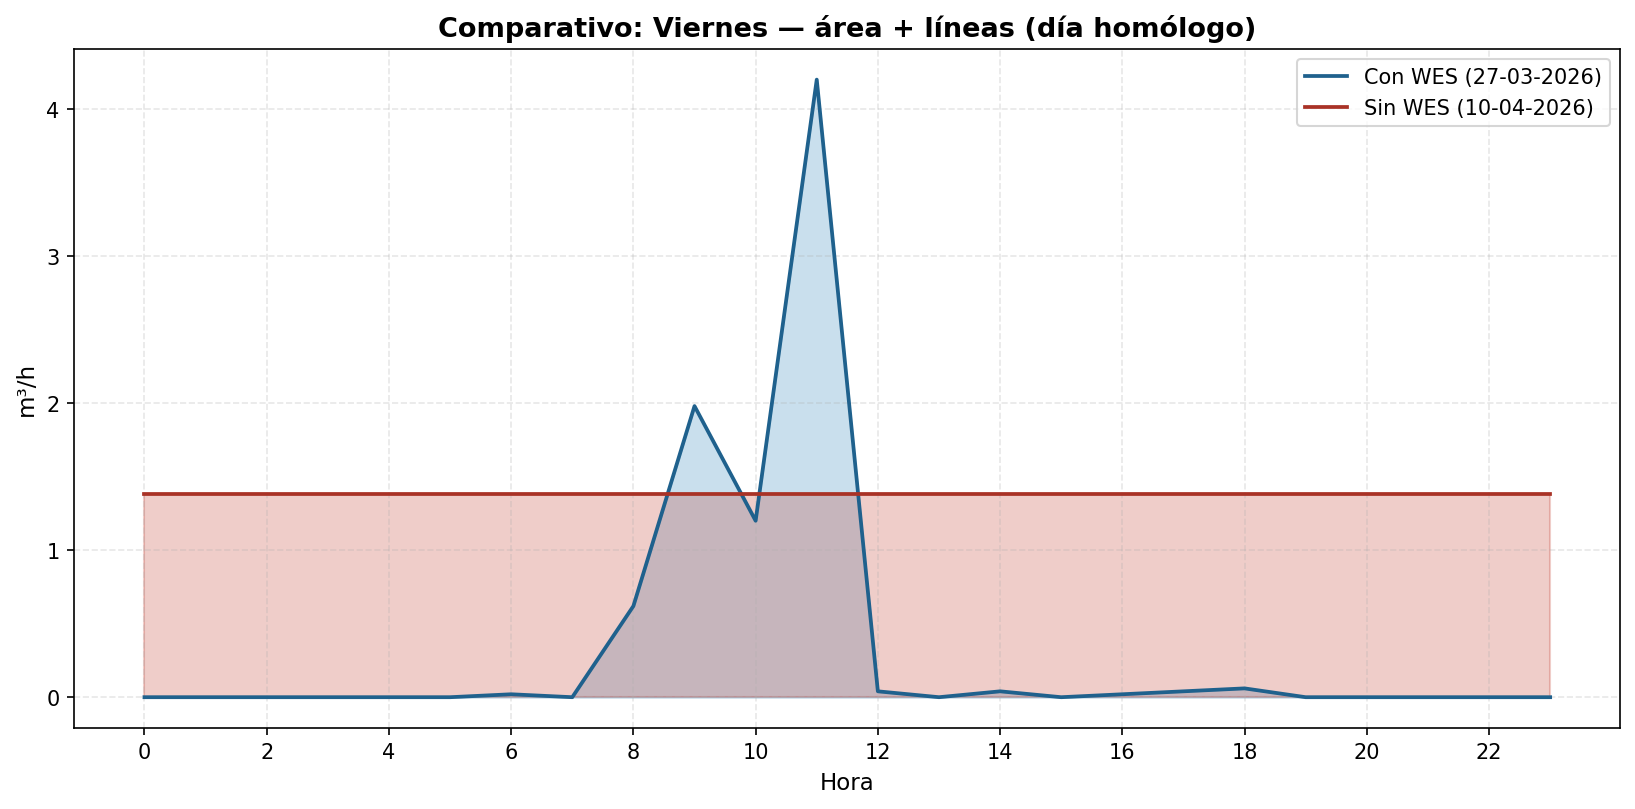 Comparativo: Viernes — área + líneas (día homólogo)
Con WES (27-03-2026)
Sin WES (10-04-2026)
m³/h
4
3
2
1
0
0 2 4 6 8 10 12 14 16 18 20 22
Hora